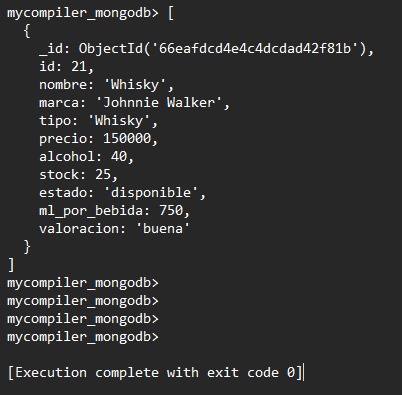 mycompiler_mongodb> [
  {
    _id: ObjectId('66eafdcd4e4c4dcdad42f81b'),
    id: 21,
    nombre: 'Whisky',
    marca: 'Johnnie Walker',
    tipo: 'Whisky',
    precio: 150000,
    alcohol: 40,
    stock: 25,
    estado: 'disponible',
    ml_por_bebida: 750,
    valoracion: 'buena'
  }
]
mycompiler_mongodb>
mycompiler_mongodb>
mycompiler_mongodb>
mycompiler_mongodb>
[Execution complete with exit code 0]